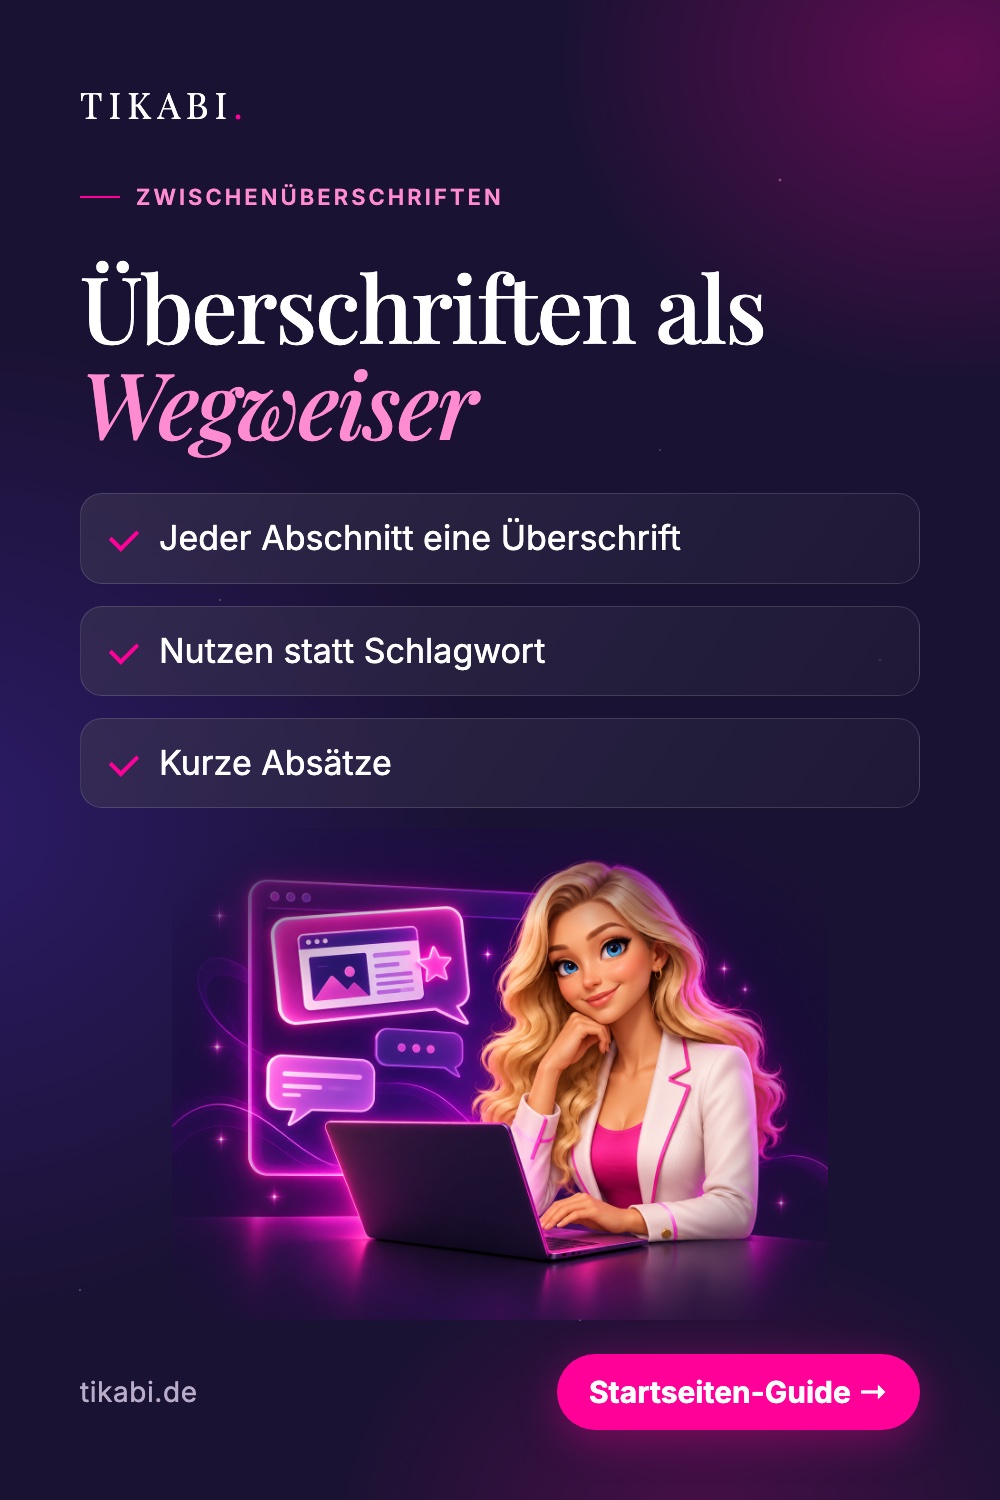 TIKABI.
ZWISCHENÜBERSCHRIFTEN
Überschriften als
Wegweiser
Jeder Abschnitt eine Überschrift
Nutzen statt Schlagwort
Kurze Absätze
tikabi.de
Startseiten-Guide →